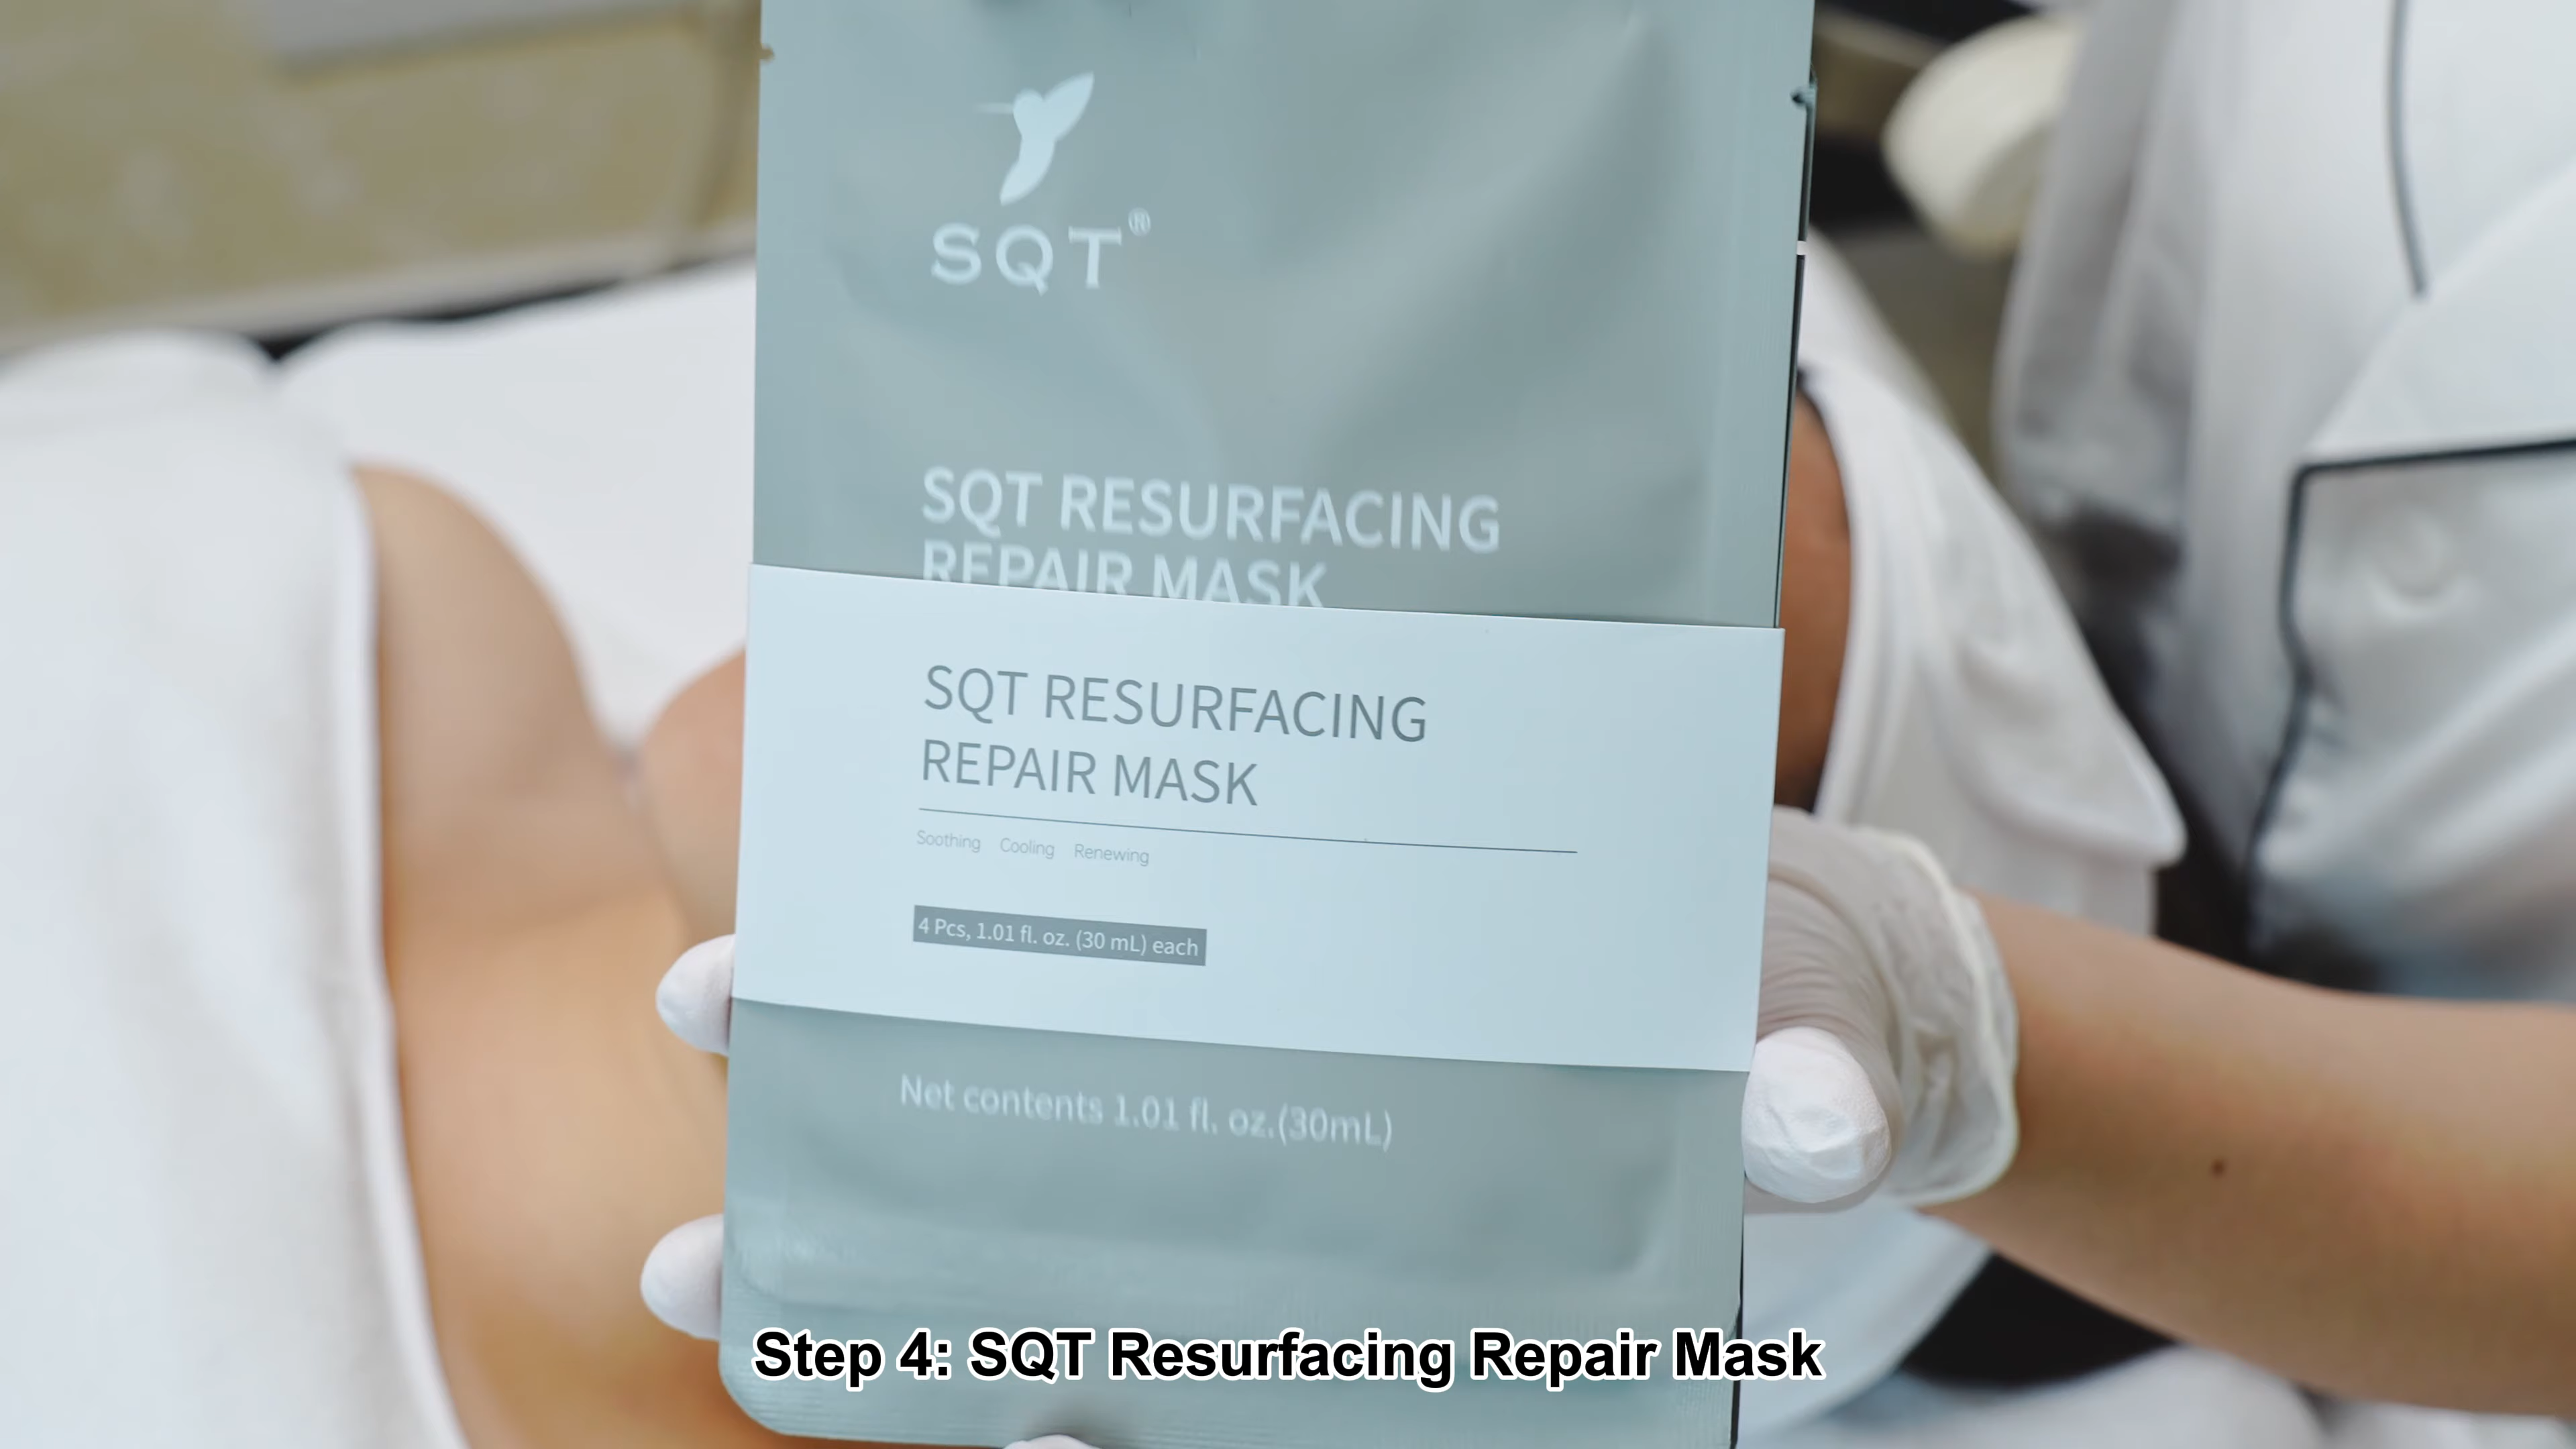 SQT®
SQT RESURFACING
REPAIR MASK
SQT RESURFACING
REPAIR MASK
Soothing Cooling Renewing
4 Pcs, 1.01 fl. oz. (30 mL) each
Net contents 1.01 fl. oz.(30mL)
Step 4: SQT Resurfacing Repair Mask